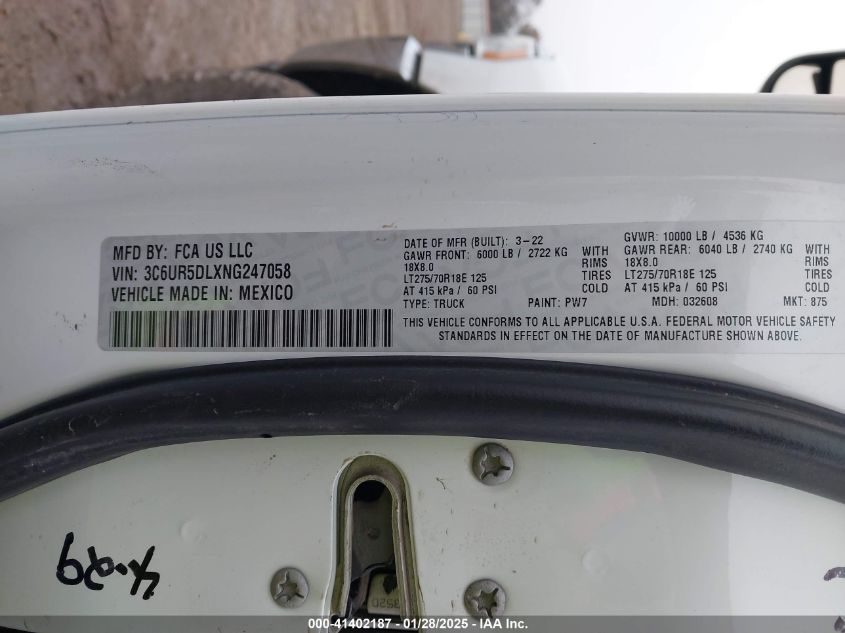 MFD BY: FCA US LLC
VIN: 3C6UR5DLXNG247058
VEHICLE MADE IN: MEXICO
DATE OF MFR (BUILT): 3-22
GAWR FRONT: 6000 LB / 2722 KG WITH
18X8.0 RIMS
LT275/70R18E 125 TIRES
AT 415 kPa / 60 PSI COLD
TYPE: TRUCK PAINT: PW7
GVWR: 10000 LB / 4536 KG
GAWR REAR: 6040 LB / 2740 KG WITH
18X8.0 RIMS
LT275/70R18E 125 TIRES
AT 415 kPa / 60 PSI COLD
MDH: 032608 MKT: 875
THIS VEHICLE CONFORMS TO ALL APPLICABLE U.S.A. FEDERAL MOTOR VEHICLE SAFETY
STANDARDS IN EFFECT ON THE DATE OF MANUFACTURE SHOWN ABOVE.
000-41402187 - 01/28/2025 - IAA Inc.